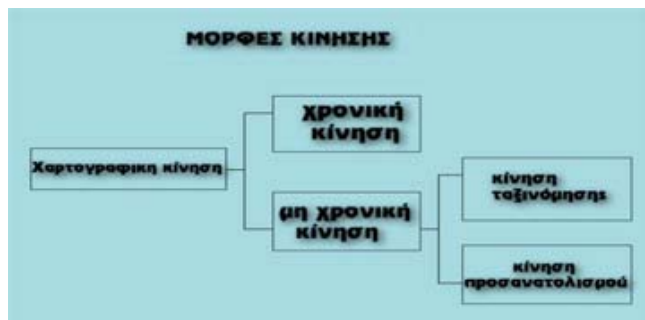 ΜΟΡΦΕΣ ΚΙΝΗΣΗΣ
χρονική
κίνηση
Χαρτογραφικη κίνηση
μη χρονική
κίνηση
κίνηση
ταξινόμησης
κίνηση
προσανατολισμού